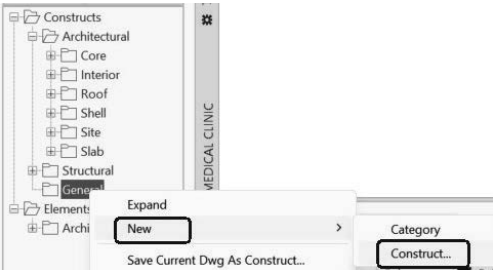 Constructs
Architectural
Core
Interior
Roof
Shell
Site
Slab
Structural
General
Elements
Archi
MEDICAL CLINIC
Expand
New
Save Current Dwg As Construct...
Category
Construct...